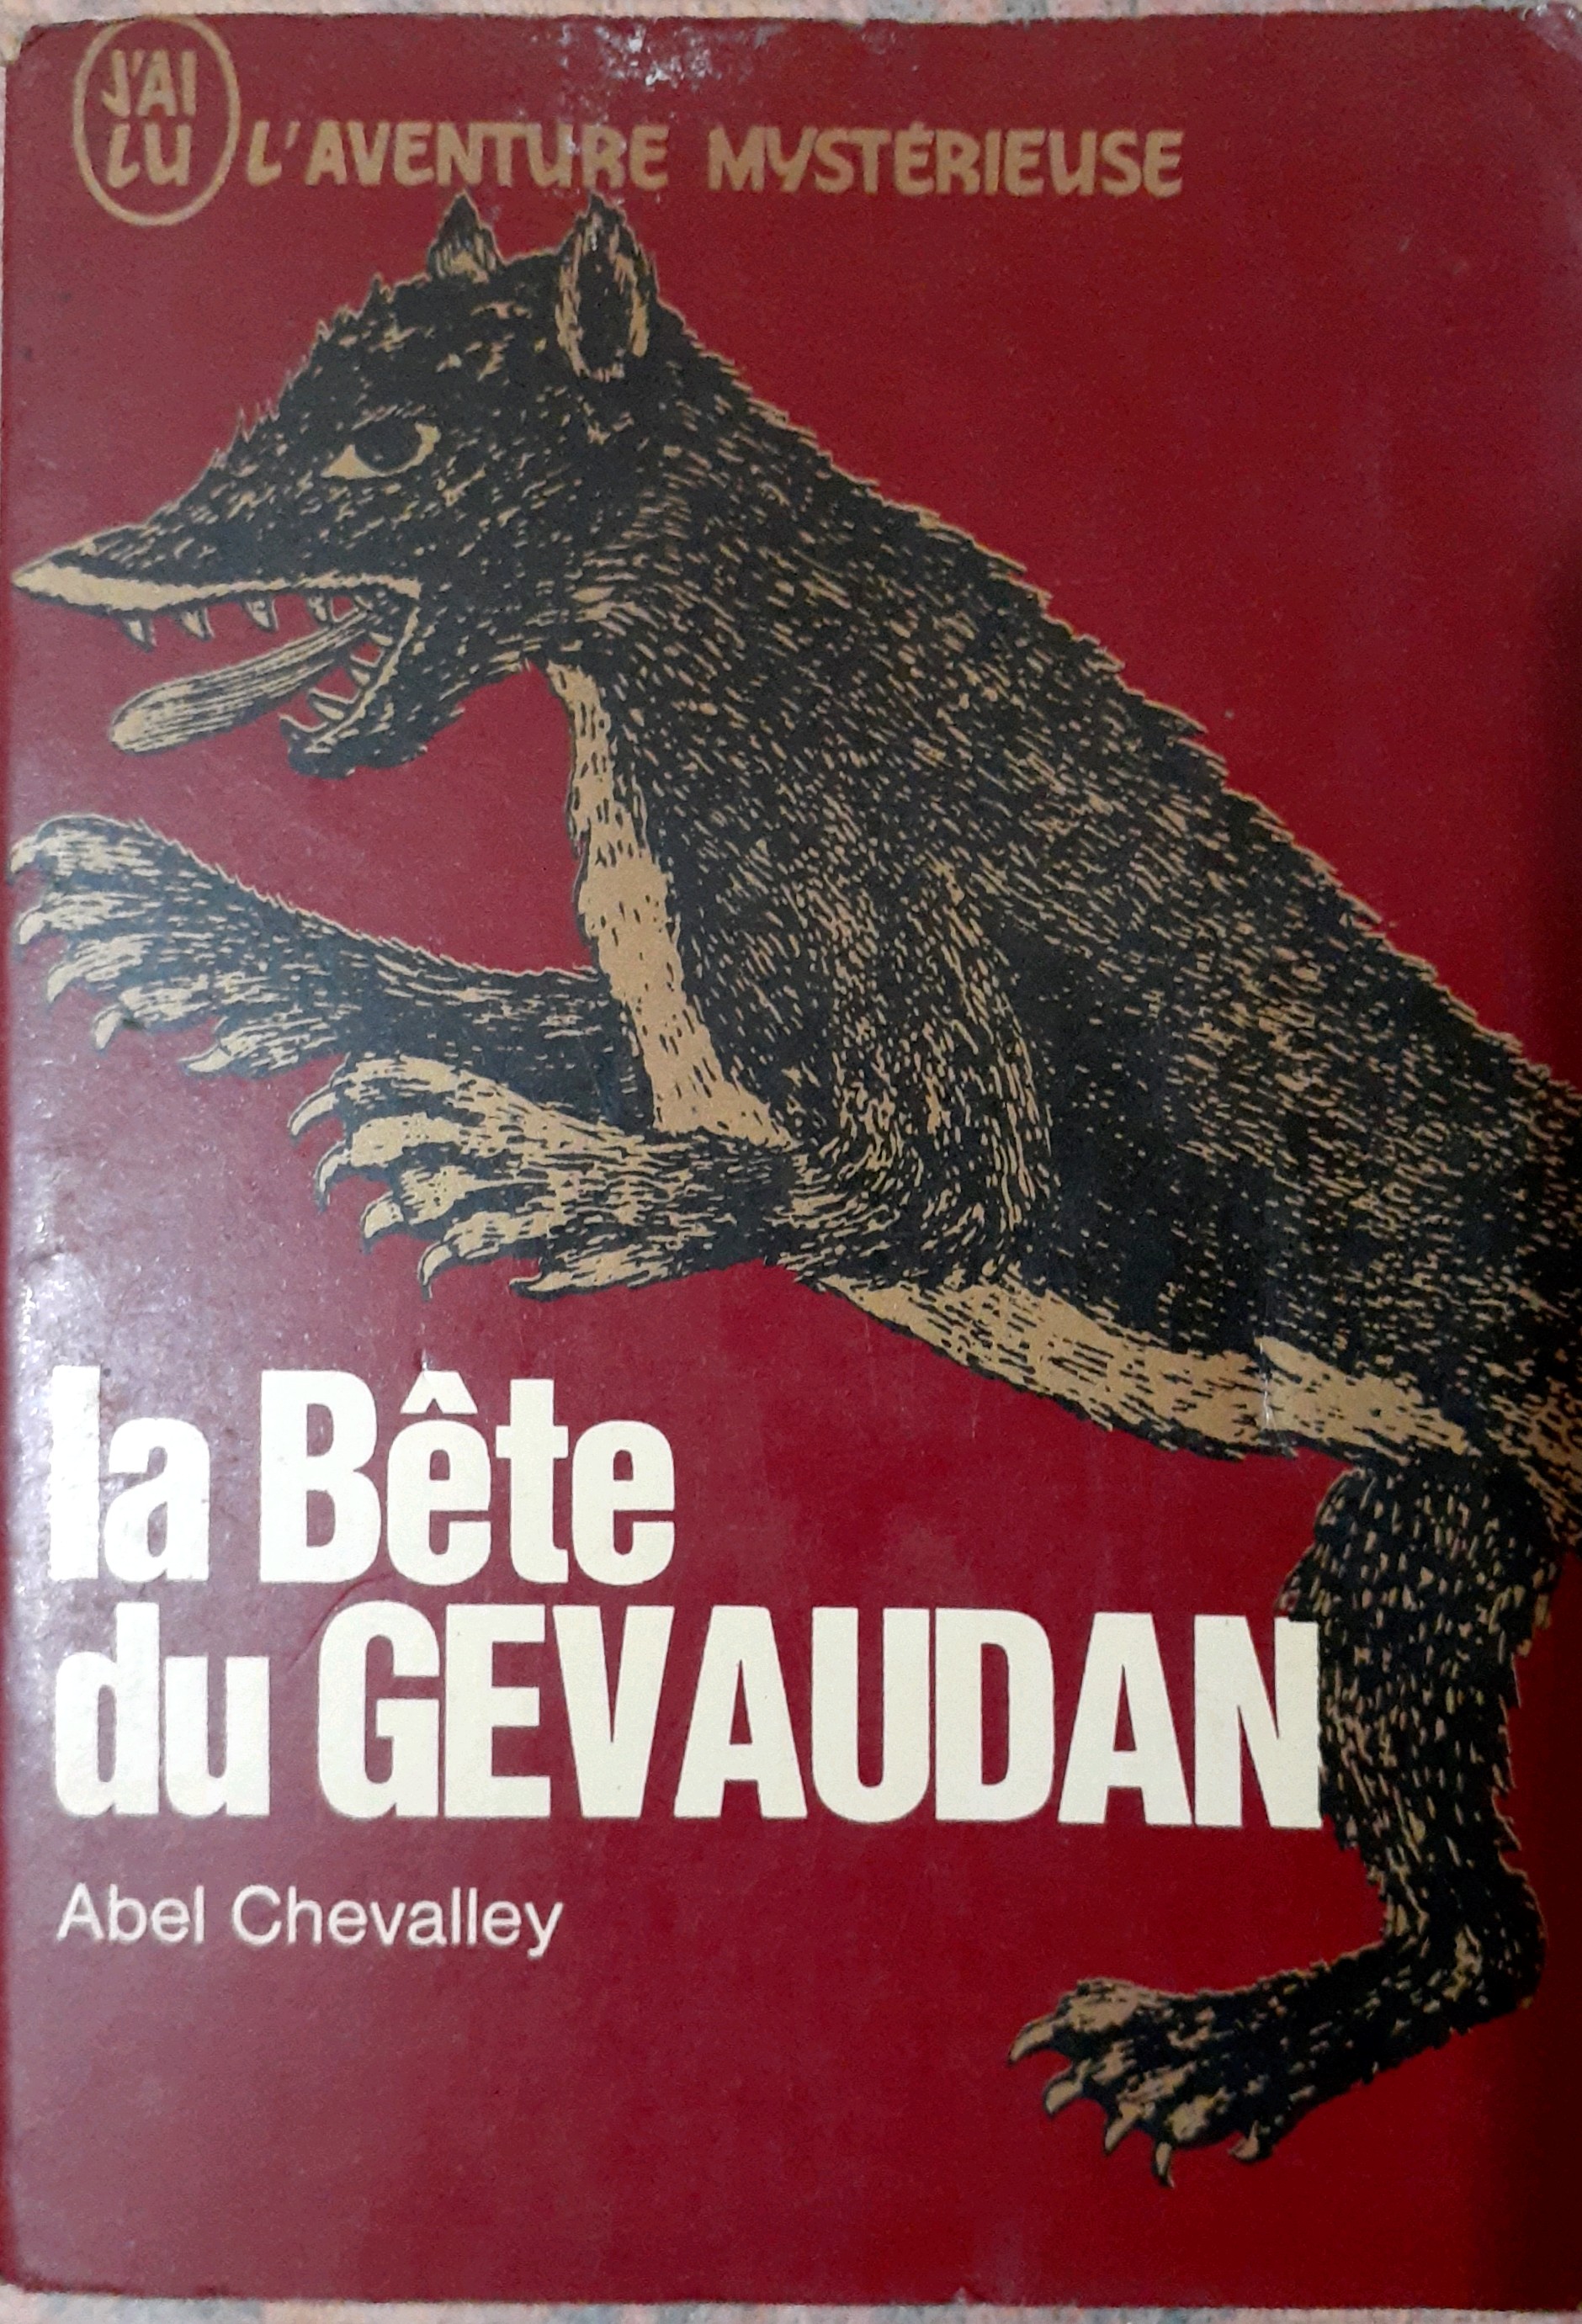 J'AI
LU
L'AVENTURE MYSTÉRIEUSE
la Bête
du GEVAUDAN
Abel Chevalley